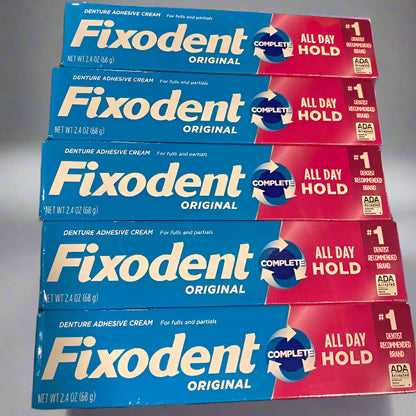 DENTURE ADHESIVE CREAM For fulls and partials
Fixodent
ORIGINAL
NET WT 2.4 OZ (68 g)
COMPLETE
ALL DAY
HOLD
#1
DENTIST
RECOMMENDED
BRAND
ADA
Accepted
DENTURE ADHESIVE CREAM For fulls and partials
Fixodent
ORIGINAL
NET WT 2.4 OZ (68 g)
COMPLETE
ALL DAY
HOLD
#1
DENTIST
RECOMMENDED
BRAND
ADA
Accepted
DENTURE ADHESIVE CREAM For fulls and partials
Fixodent
ORIGINAL
NET WT 2.4 OZ (68 g)
COMPLETE
ALL DAY
HOLD
#1
DENTIST
RECOMMENDED
BRAND
ADA
Accepted
DENTURE ADHESIVE CREAM For fulls and partials
Fixodent
ORIGINAL
NET WT 2.4 OZ (68 g)
COMPLETE
ALL DAY
HOLD
#1
DENTIST
RECOMMENDED
BRAND
ADA
Accepted
DENTURE ADHESIVE CREAM For fulls and partials
Fixodent
ORIGINAL
NET WT 2.4 OZ (68 g)
COMPLETE
ALL DAY
HOLD
#1
DENTIST
RECOMMENDED
BRAND
ADA
Accepted